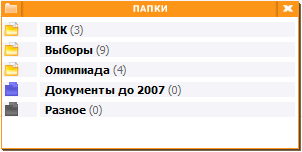 ПАПКИ
ВПК (3)
Выборы (9)
Олимпиада (4)
Документы до 2007 (0)
Разное (0)